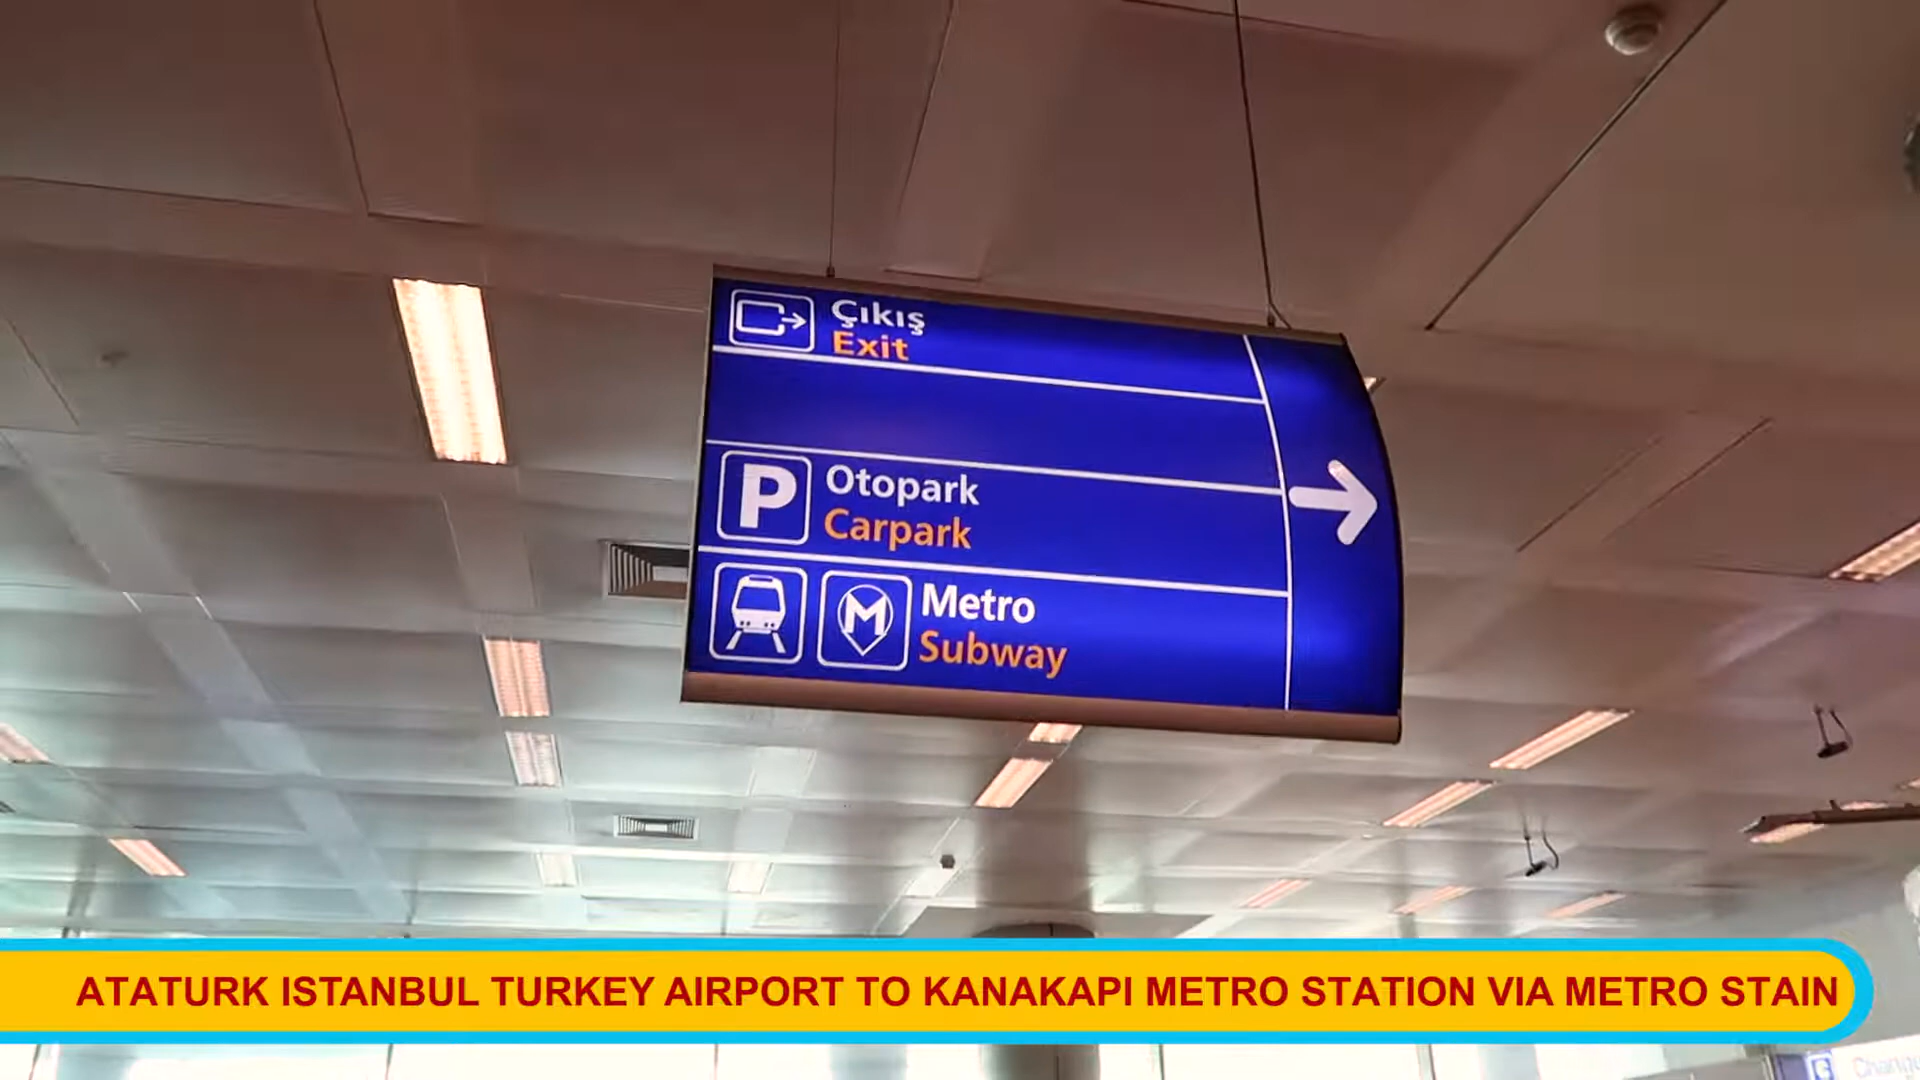 Çıkış
Exit
P
Otopark
Carpark
M
Metro
Subway
ATATURK ISTANBUL TURKEY AIRPORT TO KANAKAPI METRO STATION VIA METRO STAIN